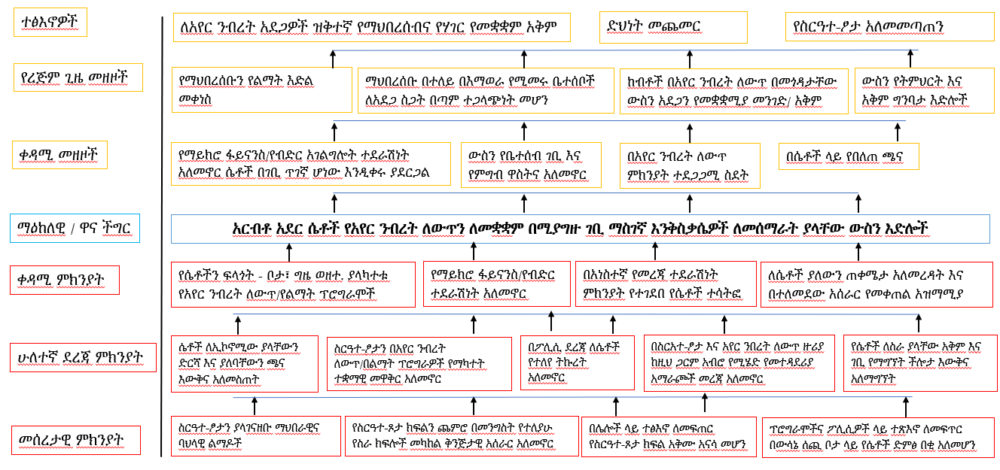 ተፅእኖዎች
ለአየር ንብረት አደጋዎች ዝቅተኛ የማህበረሰብና የሃገር የመቋቋም አቅም
ድህነት መጨመር
የስርዓተ-ፆታ አለመመጣጠን
የረጅም ጊዜ መዘዞች
የማህበረሰቡን የልማት እድል
መቀነስ
ማህበረሰቡ በተለይ በእማወራ የሚመሩ ቤተሰቦች
ለአደጋ ስጋት በጣም ተጋላጭነት መሆን
ከብቶች በአየር ንብረት ለውጥ በመጎዳታቸው
ውስን አደጋን የመቋቋሚያ መንገድ/ አቅም
ውስን የትምህርት እና
አቅም ግንባታ እድሎች
ቀዳሚ መዘዞች
የማይክሮ ፋይናንስ/የብድር አገልግሎት ተደራሽነት
አለመኖር ሴቶች በገቢ ጥገኛ ሆነው እንዲቀሩ ያደርጋል
ውስን የቤተሰብ ገቢ እና
የምግብ ዋስትና አለመኖር
በአየር ንብረት ለውጥ
ምክንያት ተደጋጋሚ ስደት
በሴቶች ላይ የበለጠ ጫና
ማዕከለዊ / ዋና ችግር
አርብቶ አደር ሴቶች የአየር ንብረት ለውጥን ለመቋቋም በሚያግዙ ገቢ ማስገኛ እንቅስቃሴዎች ለመሰማራት ያላቸው ውስን እድሎች
ቀዳሚ ምክንያት
የሴቶችን ፍላጎት - ቦታ፣ ግዜ ወዘተ. ያላካተቱ
የአየር ንብረት ለውጥ/የልማት ፕሮግራሞች
የማይክሮ ፋይናንስ/የብድር
ተደራሽነት አለመኖር
በአነስተኛ የመረጃ ተደራሽነት
ምክንያት የተገደበ የሴቶች ተሳትፎ
ለሴቶች ያለውን ጠቀሜታ አለመረዳት እና
በተለመደው አሰራር የመቀጠል አዝማሚያ
ሁለተኛ ደረጃ ምክንያት
ሴቶች ለኢኮኖሚው ያላቸውን
ድርሻ እና ያለባቸውን ጫና
እውቅና አለመስጠት
ስርዓተ-ፆታን በአየር ንብረት
ለውጥ/በልማት ፕሮግራዎች የማካተት
ተቋማዊ መዋቅር አለመኖር
በፖሊሲ ደረጃ ለሴቶች
የተለየ ትኩረት
አለመኖር
በስርአተ-ፆታ እና አየር ንበረት ለውጥ ዙሪያ
ከዚህ ጋርም አብሮ የሚሄድ የመተዳደሪያ
አማራጮች መረጃ አለመኖር
የሴቶች ለስራ ያላቸው አቅም እና
ገቢ የማግኘት ችሎታ እውቅና
አለማግኘት
መሰረታዊ ምክንያት
ስርዓተ-ፆታን ያላገናዘቡ ማህበራዊና
ባህላዊ ልማዶች
የስርዓተ-ጾታ ክፍልን ጨምሮ በመንግስት የተለያዩ
የስራ ክፍሎች መካከል ቅንጅታዊ አሰራር አለመኖር
በሌሎች ላይ ተፅእኖ ለመፍጠር
የስርዓተ-ጾታ ክፍል አቅሙ አናሳ መሆን
ፕሮግራሞችና ፖሊሲዎች ላይ ተጽእኖ ለመፍጥር
በውሳኔ ሰጪ ቦታ ላይ የሴቶች ድምፅ በቂ አለመሆን